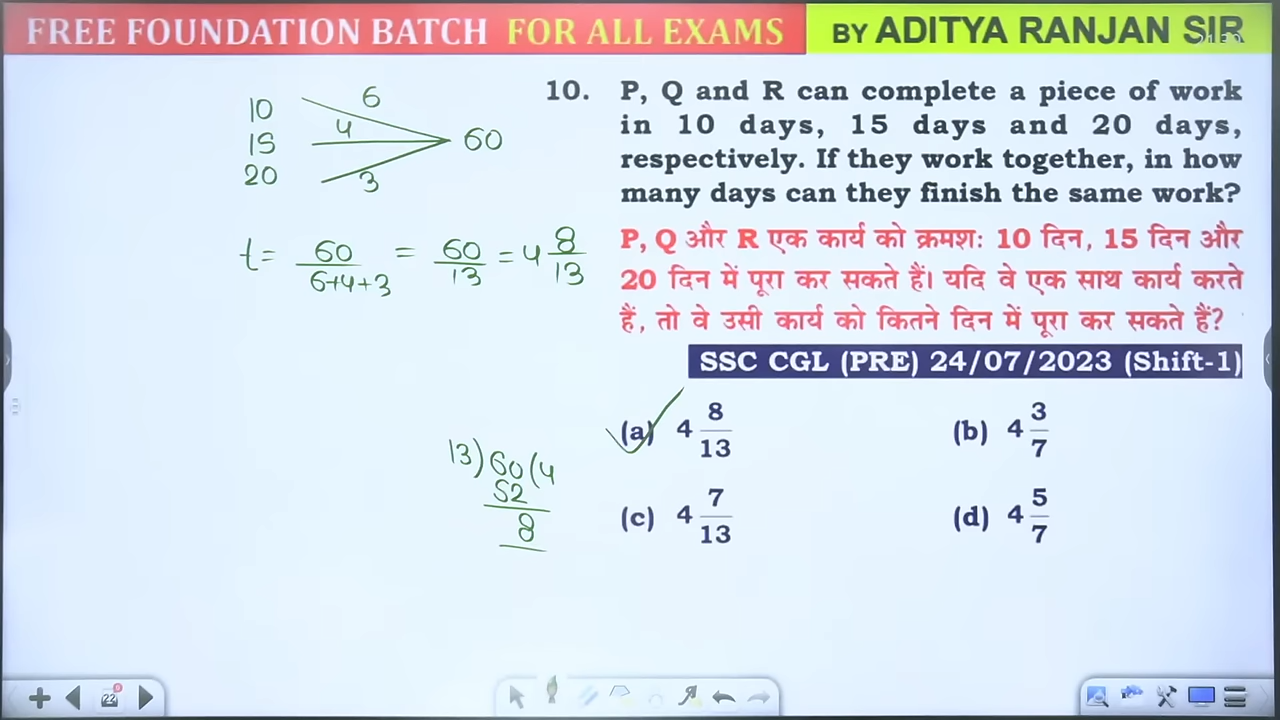 FREE FOUNDATION BATCH FOR ALL EXAMS
BY ADITYA RANJAN SIR
10. P, Q and R can complete a piece of work
in 10 days, 15 days and 20 days,
respectively. If they work together, in how
many days can they finish the same work?
P, Q और R एक कार्य को क्रमशः 10 दिन, 15 दिन और
20 दिन में पूरा कर सकते हैं। यदि वे एक साथ कार्य करते
हैं, तो वे उसी कार्य को कितने दिन में पूरा कर सकते हैं?
SSC CGL (PRE) 24/07/2023 (Shift-1)
(a) 4 8/13
(b) 4 3/7
(c) 4 7/13
(d) 4 5/7
10 6
15 4 60
20 3
t = 60/6+4+3 = 60/13 = 4 8/13
13)60(4
52
8
22